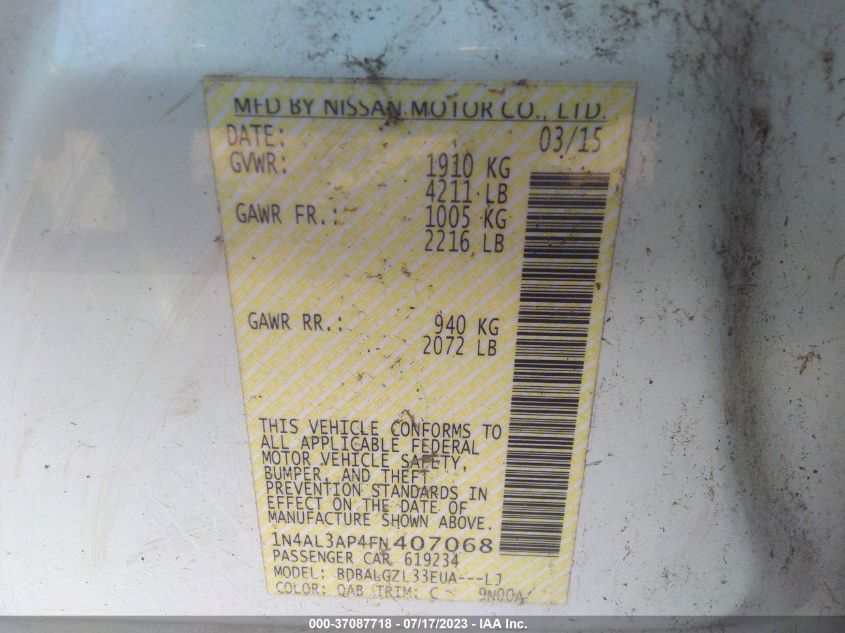 MFD BY NISSAN MOTOR CO., LTD.
DATE: 03/15
GVWR: 1910 KG
4211 LB
GAWR FR.: 1005 KG
2216 LB
GAWR RR.: 940 KG
2072 LB
THIS VEHICLE CONFORMS TO
ALL APPLICABLE FEDERAL
MOTOR VEHICLE SAFETY,
BUMPER, AND THEFT
PREVENTION STANDARDS IN
EFFECT ON THE DATE OF
MANUFACTURE SHOWN ABOVE.
1N4AL3AP4FN407068
PASSENGER CAR 619234
MODEL: BDBALGZL33EUA---LJ
COLOR: QAB TRIM: C 9N00A
000-37087718 - 07/17/2023 - IAA Inc.